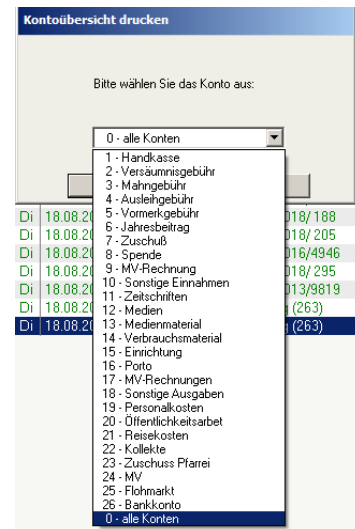 Kontoübersicht drucken
Bitte wählen Sie das Konto aus:
0 - alle Konten
1 - Handkasse
2 - Versäumnisgebühr
3 - Mahngebühr
4 - Ausleihgebühr
5 - Vormerkgebühr
6 - Jahresbeitrag
7 - Zuschuß
8 - Spende
9 - MV-Rechnung
10 - Sonstige Einnahmen
11 - Zeitschriften
12 - Medien
13 - Medienmaterial
14 - Verbrauchsmaterial
15 - Einrichtung
16 - Porto
17 - MV-Rechnungen
18 - Sonstige Ausgaben
19 - Personalkosten
20 - Öffentlichkeitsarbet
21 - Reisekosten
22 - Kollekte
23 - Zuschuss Pfarrei
24 - MV
25 - Flohmarkt
26 - Bankkonto
0 - alle Konten
Di 18.08.20 018/ 188
Di 18.08.20 018/ 205
Di 18.08.20 016/4946
Di 18.08.20 018/ 295
Di 18.08.20 013/9819
Di 18.08.20 (263)
Di 18.08.20 (263)